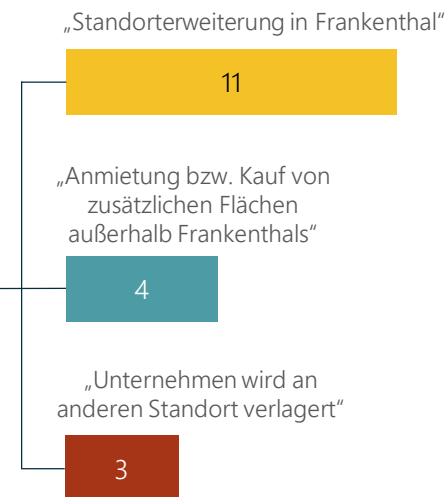 „Standorterweiterung in Frankenthal“
11
„Anmietung bzw. Kauf von
zusätzlichen Flächen
außerhalb Frankenthals“
4
„Unternehmen wird an
anderen Standort verlagert“
3